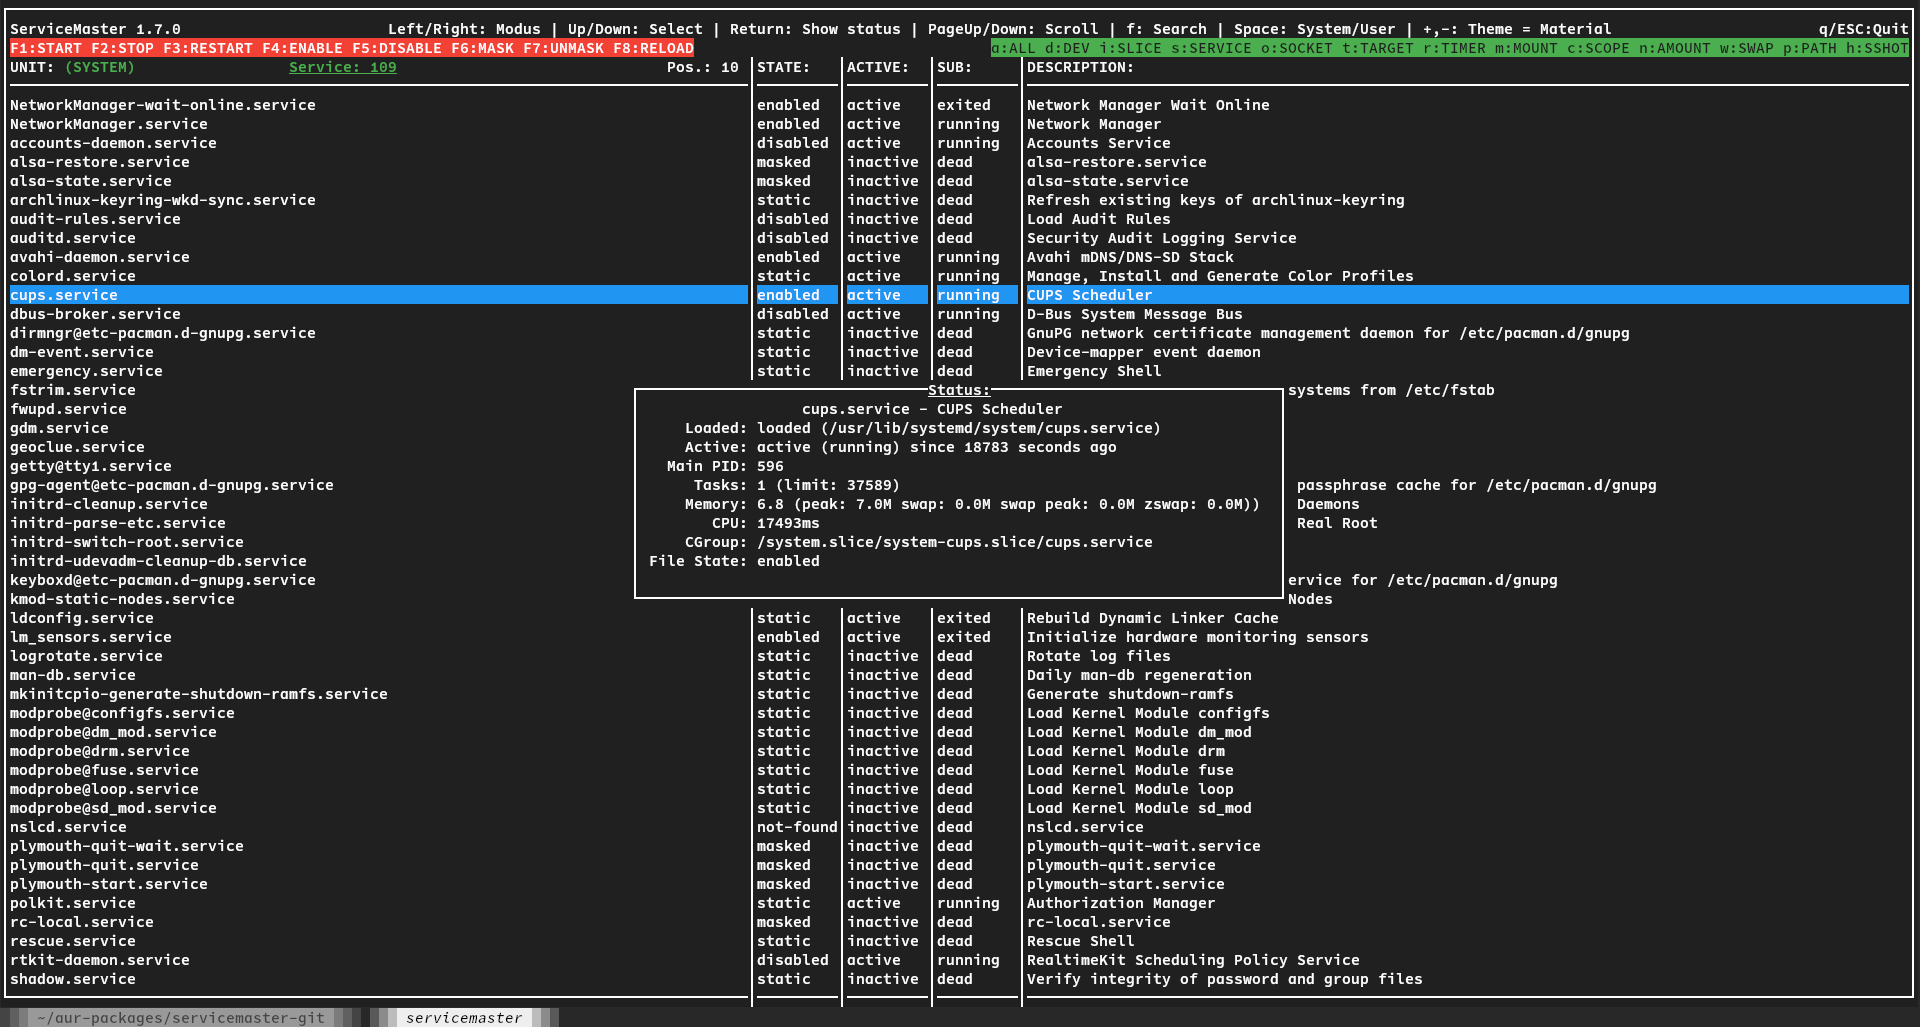 ServiceMaster 1.7.0 Left/Right: Modus | Up/Down: Select | Return: Show status | PageUp/Down: Scroll | f: Search | Space: System/User | +,-: Theme = Material q/ESC:Quit
F1:START F2:STOP F3:RESTART F4:ENABLE F5:DISABLE F6:MASK F7:UNMASK F8:RELOAD a:ALL d:DEV i:SLICE s:SERVICE o:SOCKET t:TARGET r:TIMER m:MOUNT c:SCOPE n:AMOUNT w:SWAP p:PATH h:SSHOT
UNIT: (SYSTEM) Service: 109 Pos.: 10 STATE: ACTIVE: SUB: DESCRIPTION:
NetworkManager-wait-online.service enabled active exited Network Manager Wait Online
NetworkManager.service enabled active running Network Manager
accounts-daemon.service disabled active running Accounts Service
alsa-restore.service masked inactive dead alsa-restore.service
alsa-state.service masked inactive dead alsa-state.service
archlinux-keyring-wkd-sync.service static inactive dead Refresh existing keys of archlinux-keyring
audit-rules.service disabled inactive dead Load Audit Rules
auditd.service disabled inactive dead Security Audit Logging Service
avahi-daemon.service enabled active running Avahi mDNS/DNS-SD Stack
colord.service static active running Manage, Install and Generate Color Profiles
cups.service enabled active running CUPS Scheduler
dbus-broker.service disabled active running D-Bus System Message Bus
dirmngr@etc-pacman.d-gnupg.service static inactive dead GnuPG network certificate management daemon for /etc/pacman.d/gnupg
dm-event.service static inactive dead Device-mapper event daemon
emergency.service static inactive dead Emergency Shell
fstrim.service Status: systems from /etc/fstab
fwupd.service cups.service - CUPS Scheduler
gdm.service Loaded: loaded (/usr/lib/systemd/system/cups.service)
geoclue.service Active: active (running) since 18783 seconds ago
getty@tty1.service Main PID: 596
gpg-agent@etc-pacman.d-gnupg.service Tasks: 1 (limit: 37589) passphrase cache for /etc/pacman.d/gnupg
initrd-cleanup.service Memory: 6.8 (peak: 7.0M swap: 0.0M swap peak: 0.0M zswap: 0.0M)) Daemons
initrd-parse-etc.service CPU: 17493ms Real Root
initrd-switch-root.service CGroup: /system.slice/system-cups.slice/cups.service
initrd-udevadm-cleanup-db.service File State: enabled
keyboxd@etc-pacman.d-gnupg.service ervice for /etc/pacman.d/gnupg
kmod-static-nodes.service Nodes
ldconfig.service static active exited Rebuild Dynamic Linker Cache
lm_sensors.service enabled active exited Initialize hardware monitoring sensors
logrotate.service static inactive dead Rotate log files
man-db.service static inactive dead Daily man-db regeneration
mkinitcpio-generate-shutdown-ramfs.service static inactive dead Generate shutdown-ramfs
modprobe@configfs.service static inactive dead Load Kernel Module configfs
modprobe@dm_mod.service static inactive dead Load Kernel Module dm_mod
modprobe@drm.service static inactive dead Load Kernel Module drm
modprobe@fuse.service static inactive dead Load Kernel Module fuse
modprobe@loop.service static inactive dead Load Kernel Module loop
modprobe@sd_mod.service static inactive dead Load Kernel Module sd_mod
nslcd.service not-found inactive dead nslcd.service
plymouth-quit-wait.service masked inactive dead plymouth-quit-wait.service
plymouth-quit.service masked inactive dead plymouth-quit.service
plymouth-start.service masked inactive dead plymouth-start.service
polkit.service static active running Authorization Manager
rc-local.service masked inactive dead rc-local.service
rescue.service static inactive dead Rescue Shell
rtkit-daemon.service disabled active running RealtimeKit Scheduling Policy Service
shadow.service static inactive dead Verify integrity of password and group files
~/aur-packages/servicemaster-git servicemaster